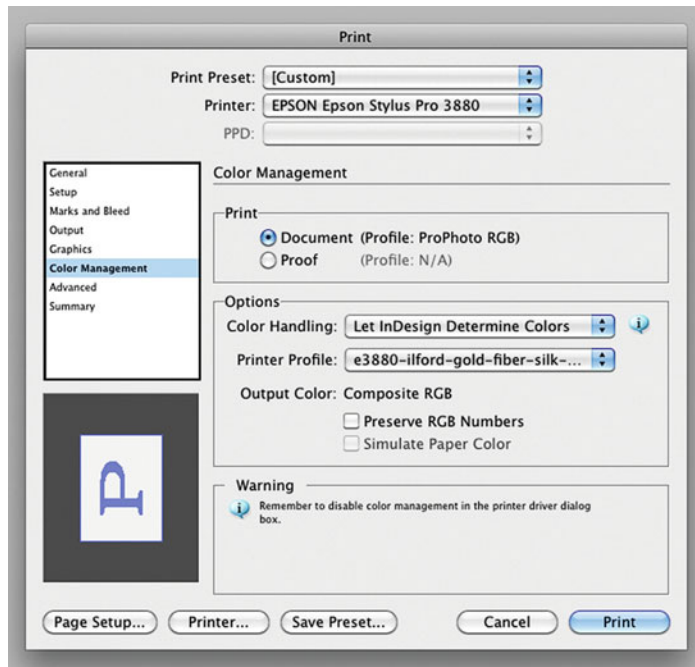 Print
Print Preset: [Custom]
Printer: EPSON Epson Stylus Pro 3880
PPD:
General
Setup
Marks and Bleed
Output
Graphics
Color Management
Advanced
Summary
Color Management
Print
Document (Profile: ProPhoto RGB)
Proof (Profile: N/A)
Options
Color Handling: Let InDesign Determine Colors
Printer Profile: e3880-ilford-gold-fiber-silk-...
Output Color: Composite RGB
Preserve RGB Numbers
Simulate Paper Color
P
Warning
Remember to disable color management in the printer driver dialog
box.
Page Setup... Printer... Save Preset... Cancel Print